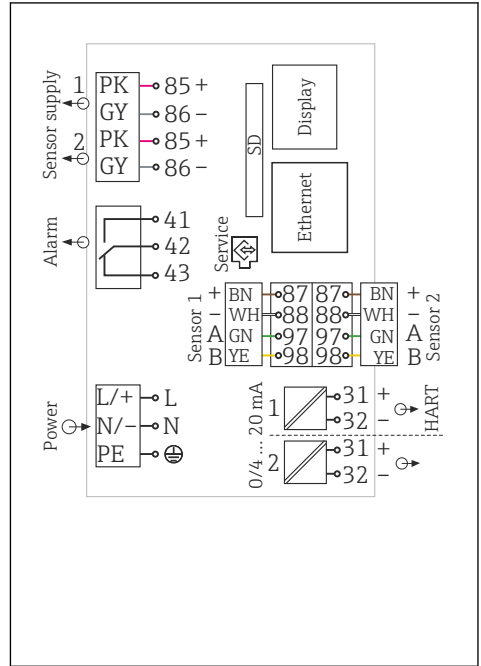 Sensor supply
1 PK 85 +
GY 86 −
2 PK 85 +
GY 86 −
Display
SD
Ethernet
Service
Alarm
41
42
43
Sensor 1
+ BN 87 87 BN +
− WH 88 88 WH −
A GN 97 97 GN A
B YE 98 98 YE B
Sensor 2
Power
L/+ L
N/− N
PE
0/4 ... 20 mA
1 31 +
32 −
HART
2 31 +
32 −